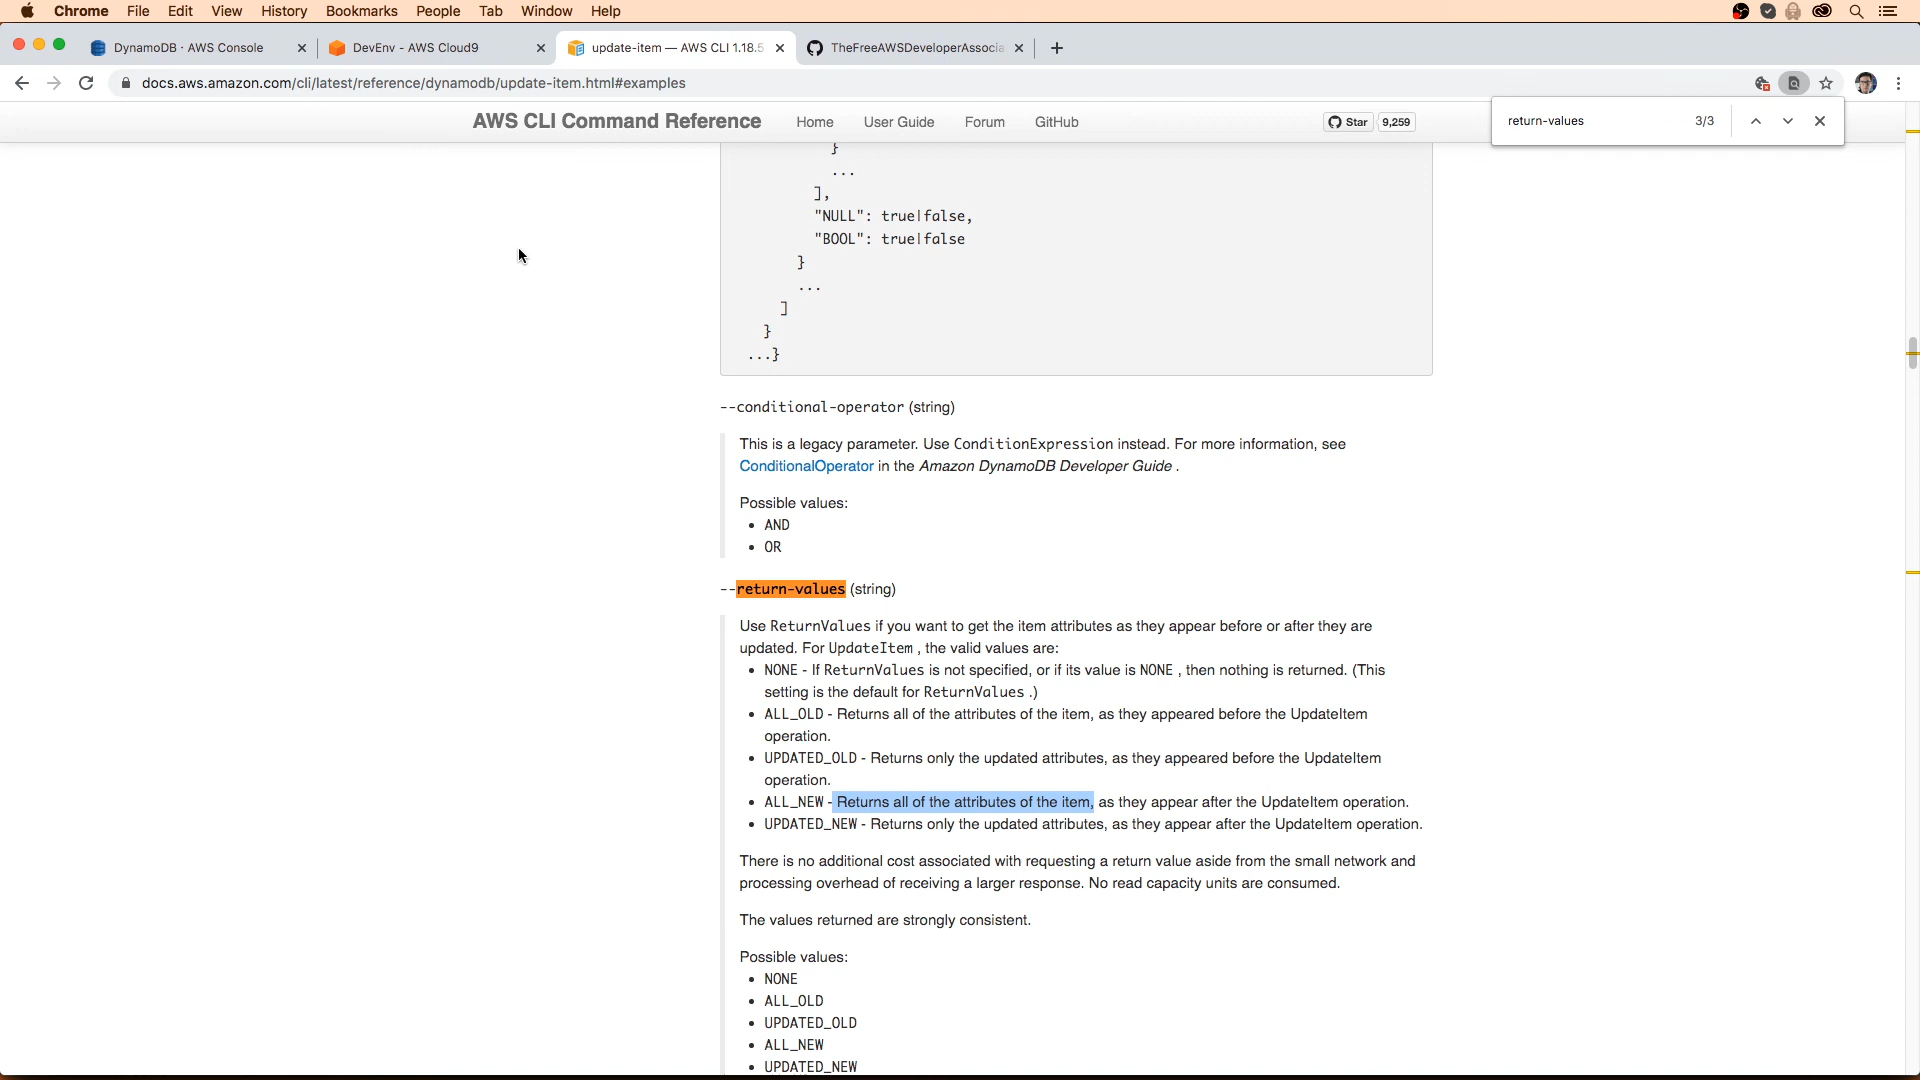 Chrome File Edit View History Bookmarks People Tab Window Help
DynamoDB · AWS Console
DevEnv - AWS Cloud9
update-item — AWS CLI 1.18.5
TheFreeAWSDeveloperAssocia
docs.aws.amazon.com/cli/latest/reference/dynamodb/update-item.html#examples
return-values 3/3
AWS CLI Command Reference Home User Guide Forum GitHub Star 9,259
}
...
],
"NULL": true|false,
"BOOL": true|false
}
...
]
}
...}
--conditional-operator (string)
This is a legacy parameter. Use ConditionExpression instead. For more information, see
ConditionalOperator in the Amazon DynamoDB Developer Guide .
Possible values:
• AND
• OR
--return-values (string)
Use ReturnValues if you want to get the item attributes as they appear before or after they are
updated. For UpdateItem , the valid values are:
• NONE - If ReturnValues is not specified, or if its value is NONE , then nothing is returned. (This
setting is the default for ReturnValues .)
• ALL_OLD - Returns all of the attributes of the item, as they appeared before the UpdateItem
operation.
• UPDATED_OLD - Returns only the updated attributes, as they appeared before the UpdateItem
operation.
• ALL_NEW - Returns all of the attributes of the item, as they appear after the UpdateItem operation.
• UPDATED_NEW - Returns only the updated attributes, as they appear after the UpdateItem operation.
There is no additional cost associated with requesting a return value aside from the small network and
processing overhead of receiving a larger response. No read capacity units are consumed.
The values returned are strongly consistent.
Possible values:
• NONE
• ALL_OLD
• UPDATED_OLD
• ALL_NEW
• UPDATED_NEW